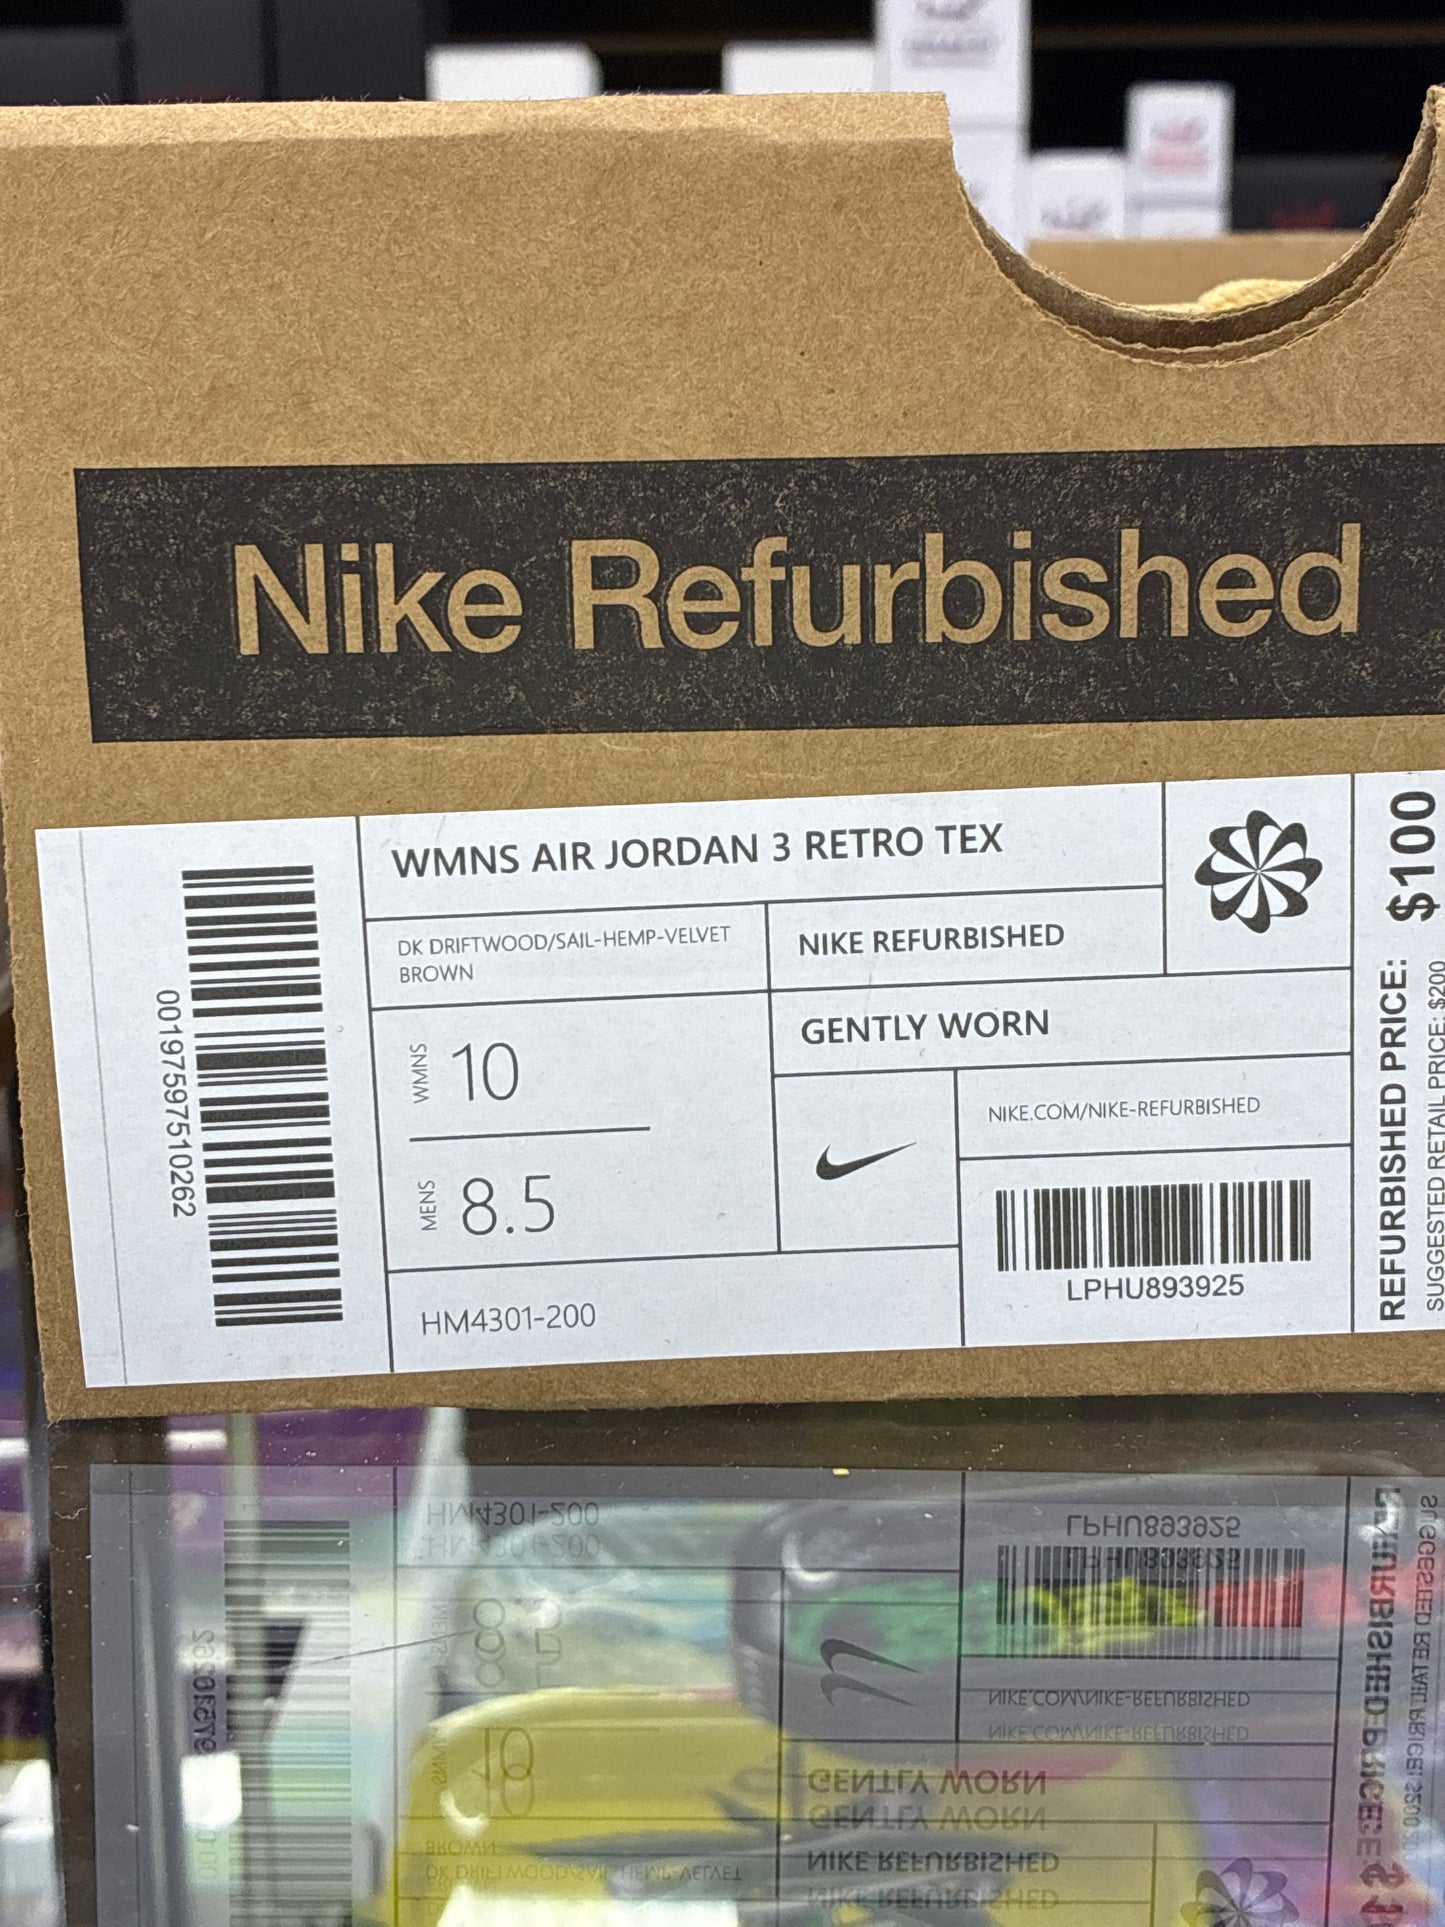 Nike Refurbished
WMNS AIR JORDAN 3 RETRO TEX
DK DRIFTWOOD/SAIL-HEMP-VELVET
BROWN
NIKE REFURBISHED
GENTLY WORN
WMNS 10
MENS 8.5
NIKE.COM/NIKE-REFURBISHED
LPHU893925
HM4301-200
00197597510262
REFURBISHED PRICE: $100
SUGGESTED RETAIL PRICE: $200